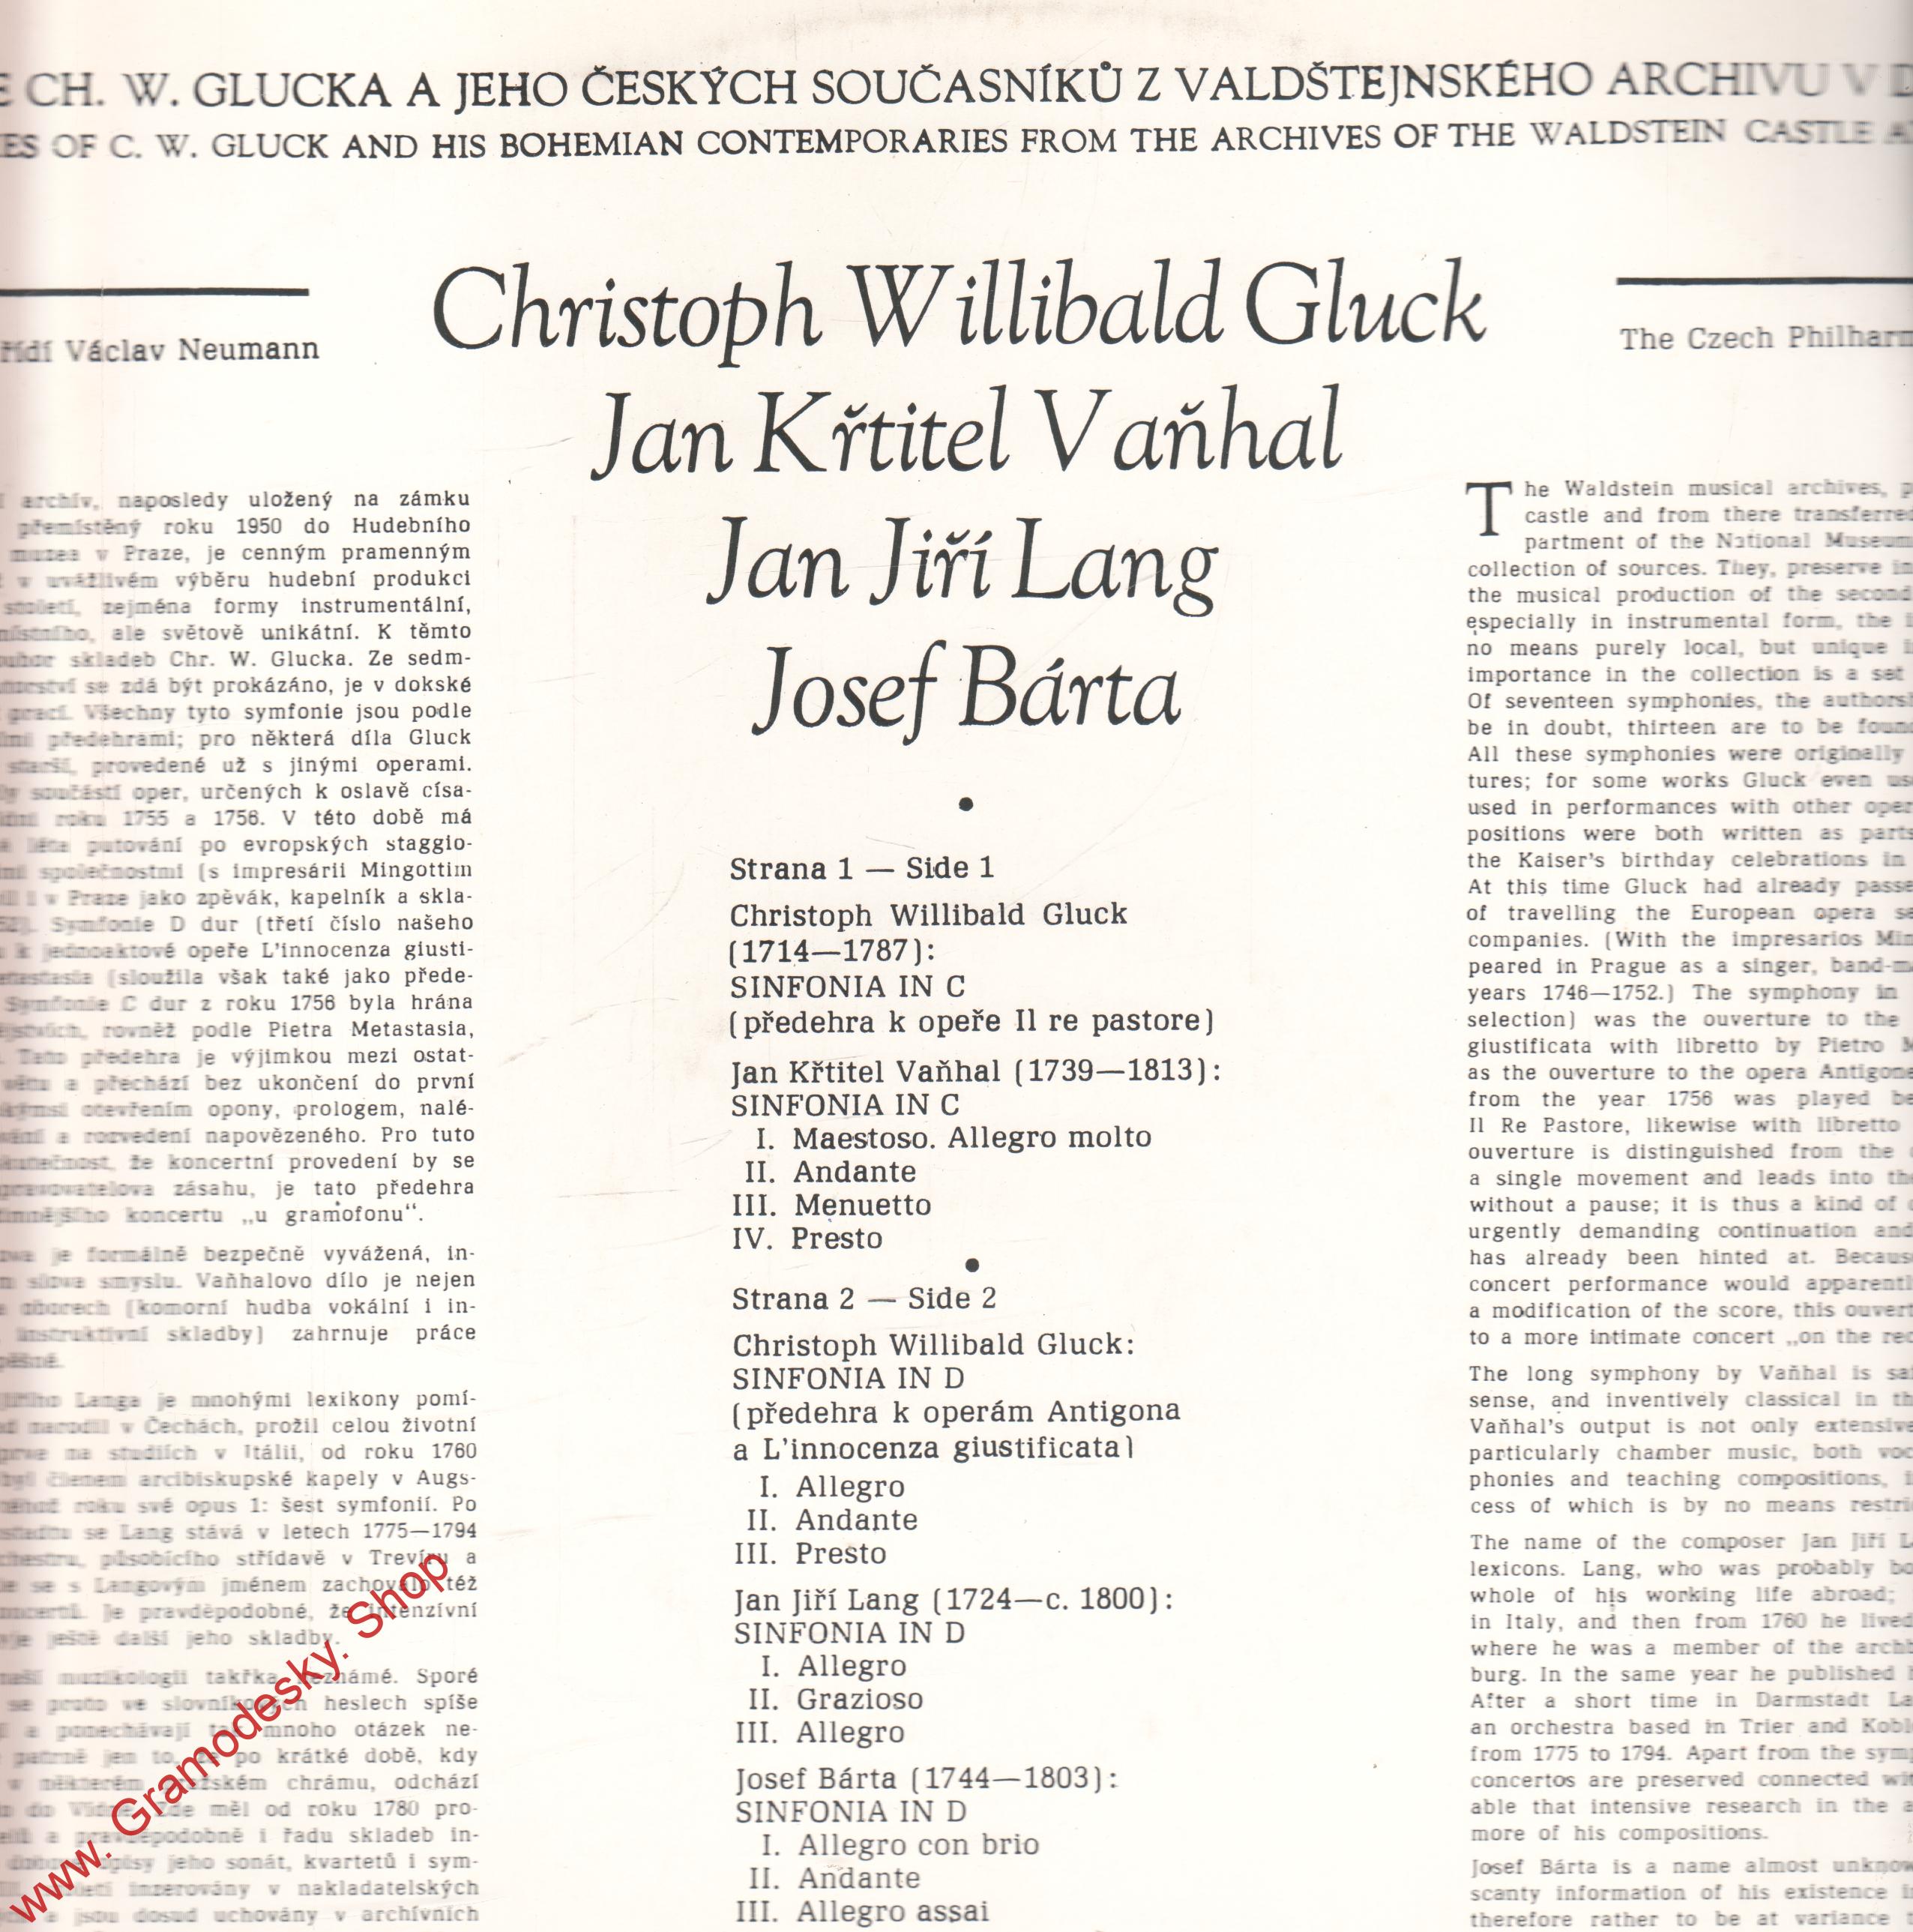 CH. W. GLUCKA A JEHO ČESKÝCH SOUČASNÍKŮ Z VALDŠTEJNSKÉHO ARCHIVU V
OF C. W. GLUCK AND HIS BOHEMIAN CONTEMPORARIES FROM THE ARCHIVES OF THE WALDSTEIN CASTLE
řídí Václav Neumann
Christoph Willibald Gluck
Jan Křtitel Vaňhal
Jan Jiří Lang
Josef Bárta
The Czech
archív, naposledy uložený na zámku
přemístěný roku 1950 do Hudebního
muzea v Praze, je cenným pramenným
v uvážlivém výběru hudební produkci
století, zejména formy instrumentální,
ale světově unikátní. K těmto
skladeb Chr. W. Glucka. Ze sedm-
se zdá být prokázáno, je v dokské
prací. Všechny tyto symfonie jsou podle
předehrami; pro některá díla Gluck
starší, provedené už s jinými operami.
součástí oper, určených k oslavě císa-
roku 1755 a 1756. V této době má
léta putování po evropských staggio-
společnostmi (s impresárii Mingottim
i v Praze jako zpěvák, kapelník a skla-
Symfonie D dur (třetí číslo našeho
k jednoaktové opeře L'innocenza giusti-
(sloužila však také jako přede-
Symfonie C dur z roku 1756 byla hrána
rovněž podle Pietra Metastasia,
Tato předehra je výjimkou mezi ostat-
větu a přechází bez ukončení do první
otevřením opony, prologem, nalé-
a rozvedení napovězeného. Pro tuto
že koncertní provedení by se
zásahu, je tato předehra
koncertu „u gramofonu“.
je formálně bezpečně vyvážená, in-
slova smyslu. Vaňhalovo dílo je nejen
oborech (komorní hudba vokální i in-
instruktivní skladby) zahrnuje práce
Langa je mnohými lexikony pomí-
narodil v Čechách, prožil celou životní
na studiích v Itálii, od roku 1760
členem arcibiskupské kapely v Augs-
roku své opus 1: šest symfonií. Po
se Lang stává v letech 1775—1794
působícího střídavě v Trevíru a
se s Langovým jménem zachovalo též
Je pravděpodobné, že intenzívní
ještě další jeho skladby.
muzikologii takřka neznámé. Sporé
se proto ve slovníkových heslech spíše
a ponechávají tak mnoho otázek ne-
jen to, že po krátké době, kdy
v některém pražském chrámu, odchází
do Vídně. Zde měl od roku 1780 pro-
a pravděpodobně i řadu skladeb in-
opisy jeho sonát, kvartetů i sym-
inzerovány v nakladatelských
a jsou dosud uchovány v archívních
Strana 1 — Side 1
Christoph Willibald Gluck
(1714—1787):
SINFONIA IN C
(předehra k opeře Il re pastore)
Jan Křtitel Vaňhal (1739—1813):
SINFONIA IN C
I. Maestoso. Allegro molto
II. Andante
III. Menuetto
IV. Presto
Strana 2 — Side 2
Christoph Willibald Gluck:
SINFONIA IN D
(předehra k operám Antigona
a L'innocenza giustificata)
I. Allegro
II. Andante
III. Presto
Jan Jiří Lang (1724—c. 1800):
SINFONIA IN D
I. Allegro
II. Grazioso
III. Allegro
Josef Bárta (1744—1803):
SINFONIA IN D
I. Allegro con brio
II. Andante
III. Allegro assai
The Waldstein musical archives,
castle and from there transferred
partment of the National Museum
collection of sources. They, preserve
the musical production of the second
especially in instrumental form, the
no means purely local, but unique
importance in the collection is a set
Of seventeen symphonies, the
be in doubt, thirteen are to be
All these symphonies were originally
tures; for some works Gluck even
used in performances with other
positions were both written as parts
the Kaiser's birthday celebrations in
At this time Gluck had already
of travelling the European opera
companies. (With the impresarios
peared in Prague as a singer,
years 1746—1752.) The symphony in
selection) was the ouverture to the
giustificata with libretto by Pietro
as the ouverture to the opera Antigone
from the year 1756 was played
Il Re Pastore, likewise with libretto
ouverture is distinguished from the
a single movement and leads into
without a pause; it is thus a kind of
urgently demanding continuation and
has already been hinted at.
concert performance would
a modification of the score, this
to a more intimate concert „on the
The long symphony by Vaňhal is
sense, and inventively classical in
Vaňhal's output is not only
particularly chamber music, both
phonies and teaching compositions,
cess of which is by no means
The name of the composer Jan Jiří
lexicons. Lang, who was probably
whole of his working life abroad;
in Italy, and then from 1760 he lived
where he was a member of the
burg. In the same year he published
After a short time in Darmstadt
an orchestra based in Trier and
from 1775 to 1794. Apart from the
concertos are preserved connected
able that intensive research in the
more of his compositions.
Josef Bárta is a name almost
scanty information of his existence
therefore rather to be at variance
www. Gramodesky. Shop